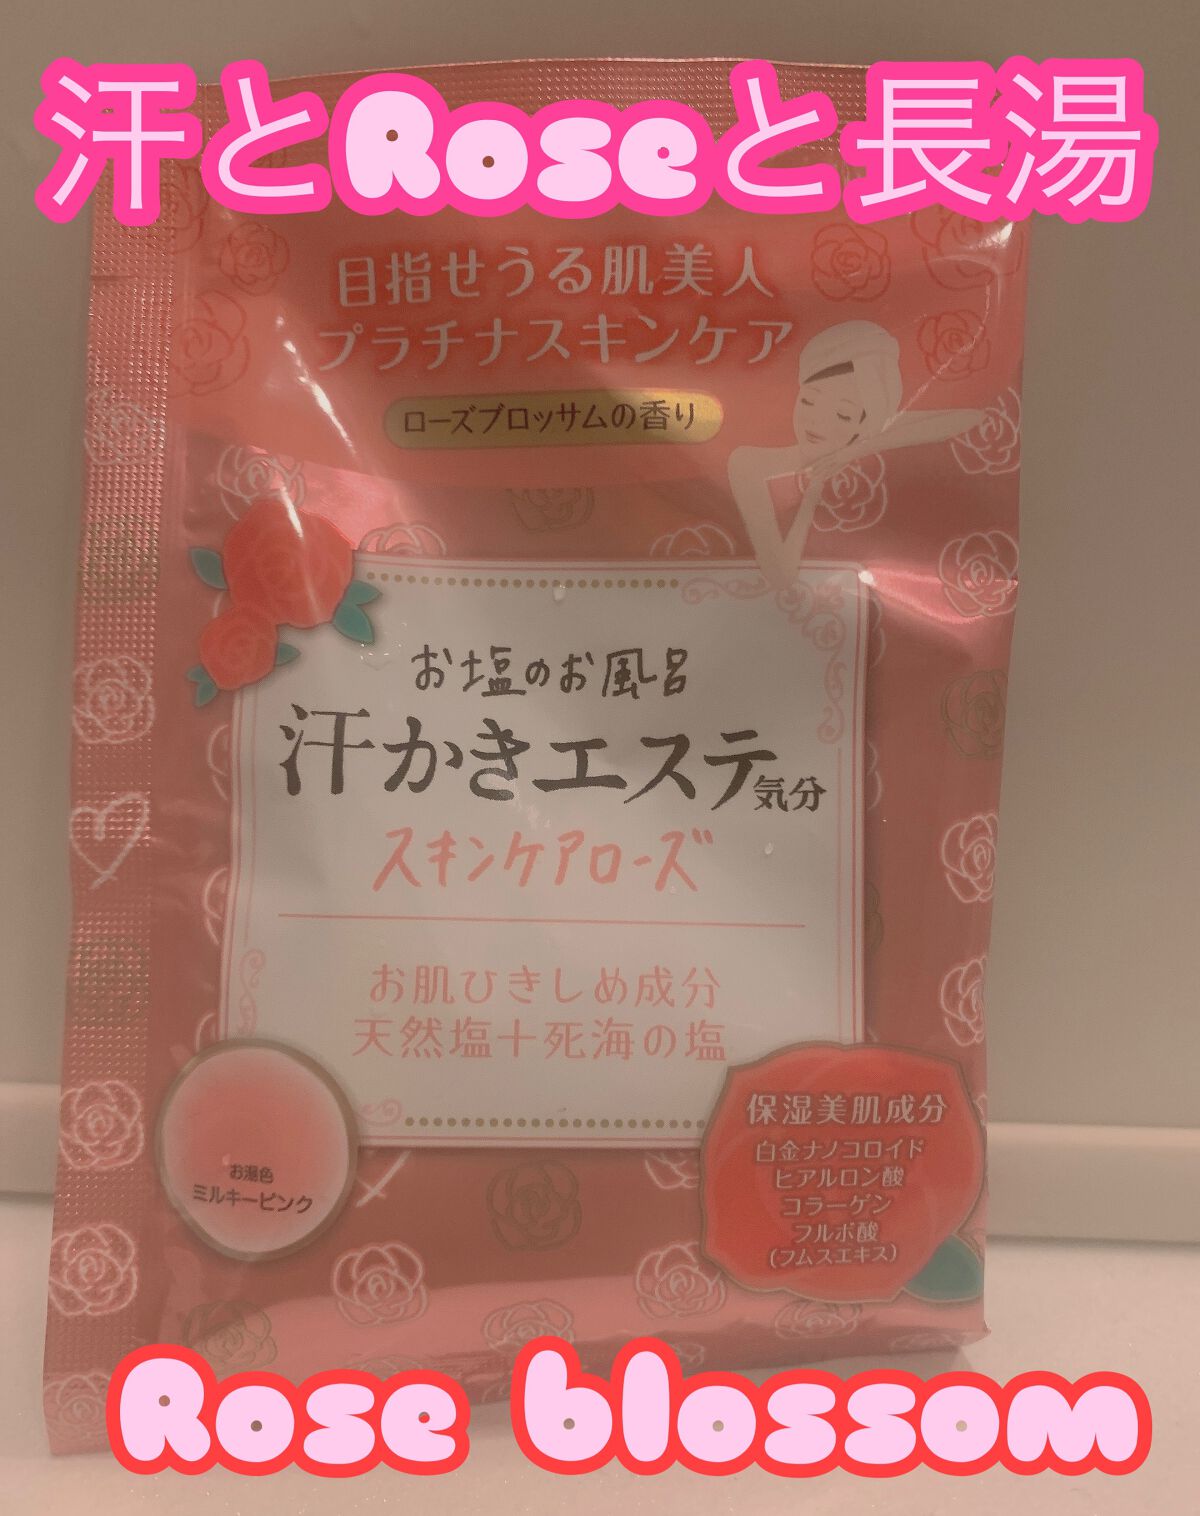 汗とRoseと長湯
目指せうる肌美人
プラチナスキンケア
ローズブロッサムの香り
お塩のお風呂
汗かきエステ気分
スキンケアローズ
お肌ひきしめ成分
天然塩+死海の塩
お湯色
ミルキーピンク
保湿美肌成分
白金ナノコロイド
ヒアルロン酸
コラーゲン
フルボ酸
(フムスエキス)
Rose blossom